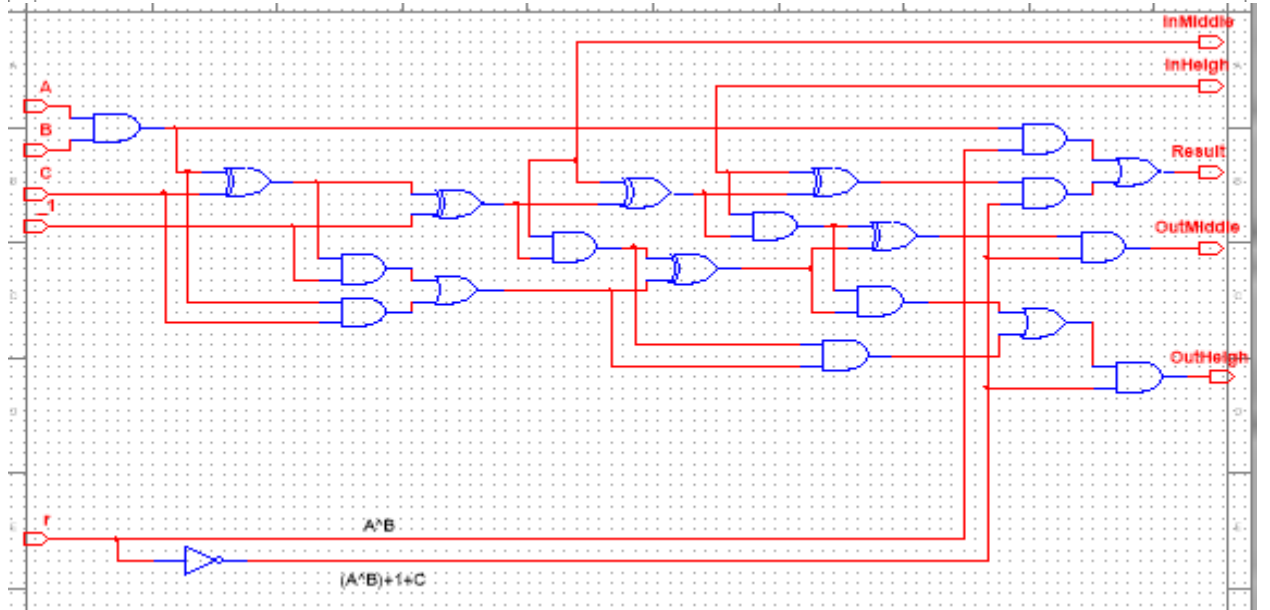 InMiddle
InHeigh
A
B
C
_1
Result
OutMiddle
OutHeigh
r
A^B
(A^B)+1+C